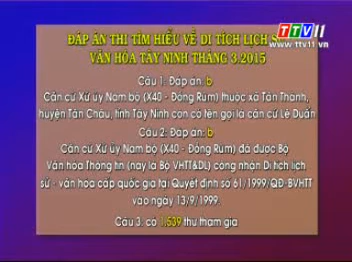 TTV11
www.ttv11.vn
ĐÁP ÁN THI TÌM HIỂU VỀ DI TÍCH LỊCH SỬ
VĂN HÓA TÂY NINH THÁNG 3.2015
Câu 1: Đáp án: b
Căn cứ Xứ ủy Nam bộ (X40 - Đồng Rùm) thuộc xã Tân Thành,
huyện Tân Châu, tỉnh Tây Ninh còn có tên gọi là căn cứ Lê Duẩn
Câu 2: Đáp án: b
Căn cứ Xứ ủy Nam bộ (X40 - Đồng Rùm) đã được Bộ
Văn hóa Thông tin (nay là Bộ VHTT&DL) công nhận Di tích lịch
sử - văn hóa cấp quốc gia tại Quyết định số 61/1999/QĐ-BVHTT
vào ngày 13/9/1999.
Câu 3: có 1.539 thư tham gia